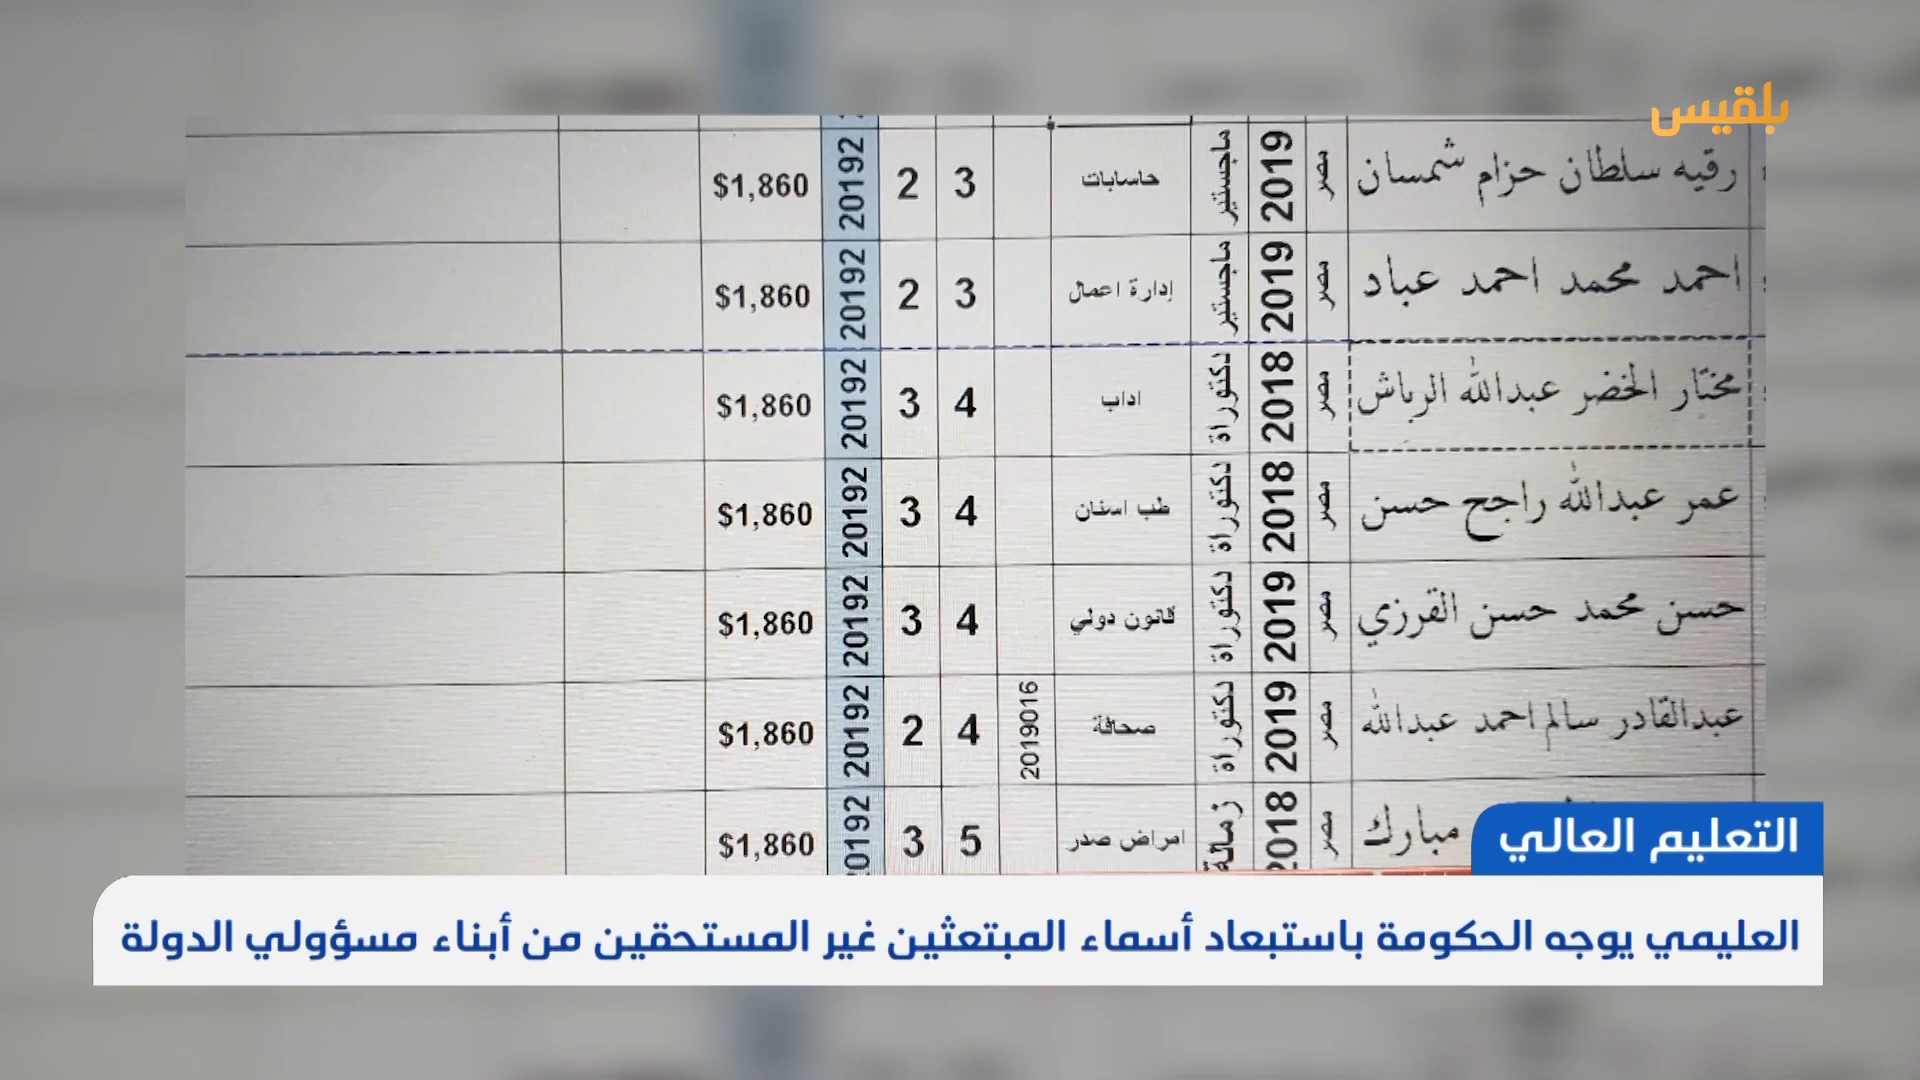 بلقيس
رقيه سلطان حزام شمسان مصر 2019 ماجستير حاسابات 3 2 20192 $1,860
احمد محمد احمد عباد مصر 2019 ماجستير إدارة اعمال 3 2 20192 $1,860
مختار الخضر عبدالله الرباش مصر 2018 دكتوراة اداب 4 3 20192 $1,860
عمر عبدالله راجح حسن مصر 2018 دكتوراة طب اسنان 4 3 20192 $1,860
حسن محمد حسن القرزي مصر 2019 دكتوراة قانون دولي 4 3 20192 $1,860
عبدالقادر سالم احمد عبدالله مصر 2019 دكتوراة صحافة 2019016 4 2 20192 $1,860
مبارك مصر 2018 زمالة امراض صدر 5 3 20192 $1,860
التعليم العالي
العليمي يوجه الحكومة باستبعاد أسماء المبتعثين غير المستحقين من أبناء مسؤولي الدولة